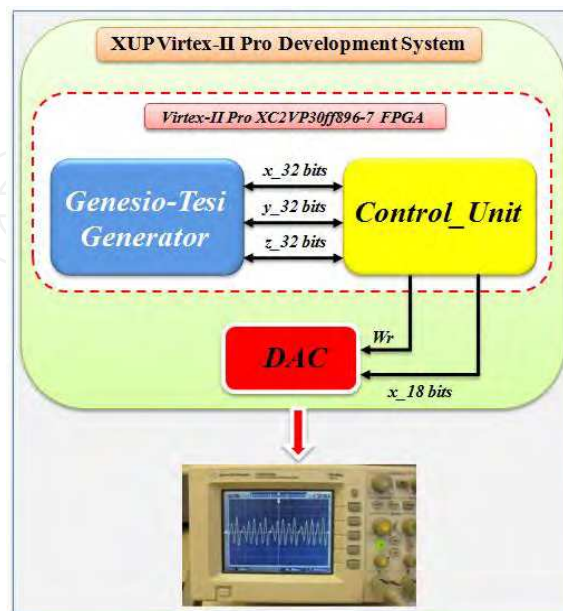 XUP Virtex-II Pro Development System
Virtex-II Pro XC2VP30ff896-7 FPGA
Genesio-Tesi
Generator
x_32 bits
y_32 bits
z_32 bits
Control_Unit
Wr
DAC
x_18 bits